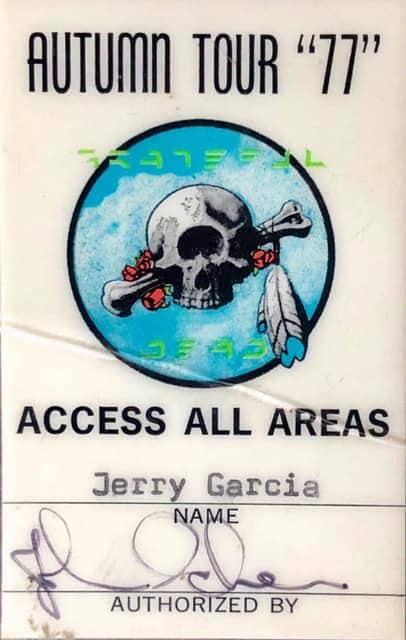 AUTUMN TOUR "77"
GRATEFUL
DEAD
ACCESS ALL AREAS
Jerry Garcia
NAME
AUTHORIZED BY